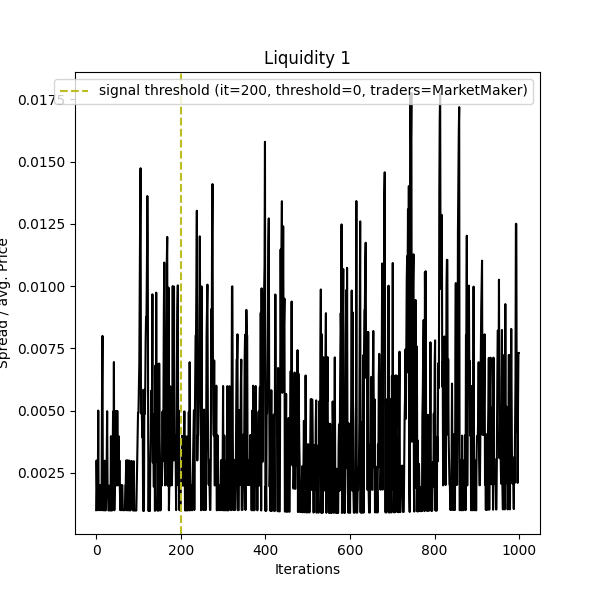 Liquidity 1
signal threshold (it=200, threshold=0, traders=MarketMaker)
0.0175
0.0150
0.0125
0.0100
0.0075
0.0050
0.0025
Spread / avg. Price
0 200 400 600 800 1000
Iterations